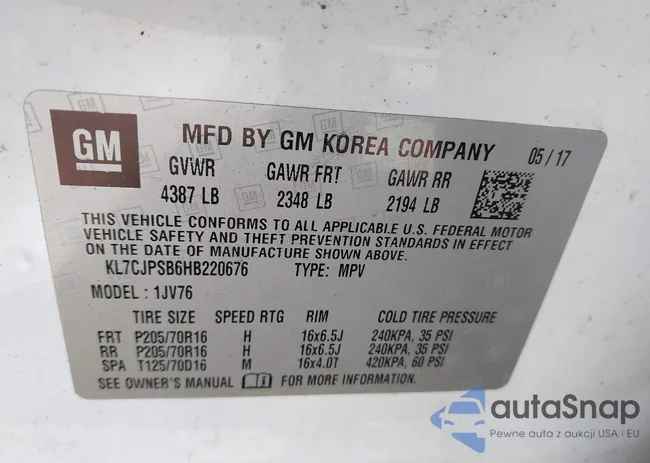 GM
MFD BY GM KOREA COMPANY 05/17
GVWR GAWR FRT GAWR RR
4387 LB 2348 LB 2194 LB
THIS VEHICLE CONFORMS TO ALL APPLICABLE U.S. FEDERAL MOTOR
VEHICLE SAFETY AND THEFT PREVENTION STANDARDS IN EFFECT
ON THE DATE OF MANUFACTURE SHOWN ABOVE.
KL7CJPSB6HB220676 TYPE: MPV
MODEL: 1JV76
TIRE SIZE SPEED RTG RIM COLD TIRE PRESSURE
FRT P205/70R16 H 16x6.5J 240KPA, 35 PSI
RR P205/70R16 H 16x6.5J 240KPA, 35 PSI
SPA T125/70D16 M 16x4.0T 420KPA, 60 PSI
SEE OWNER'S MANUAL FOR MORE INFORMATION.
autaSnap
Pewne auta z aukcji USA i EU